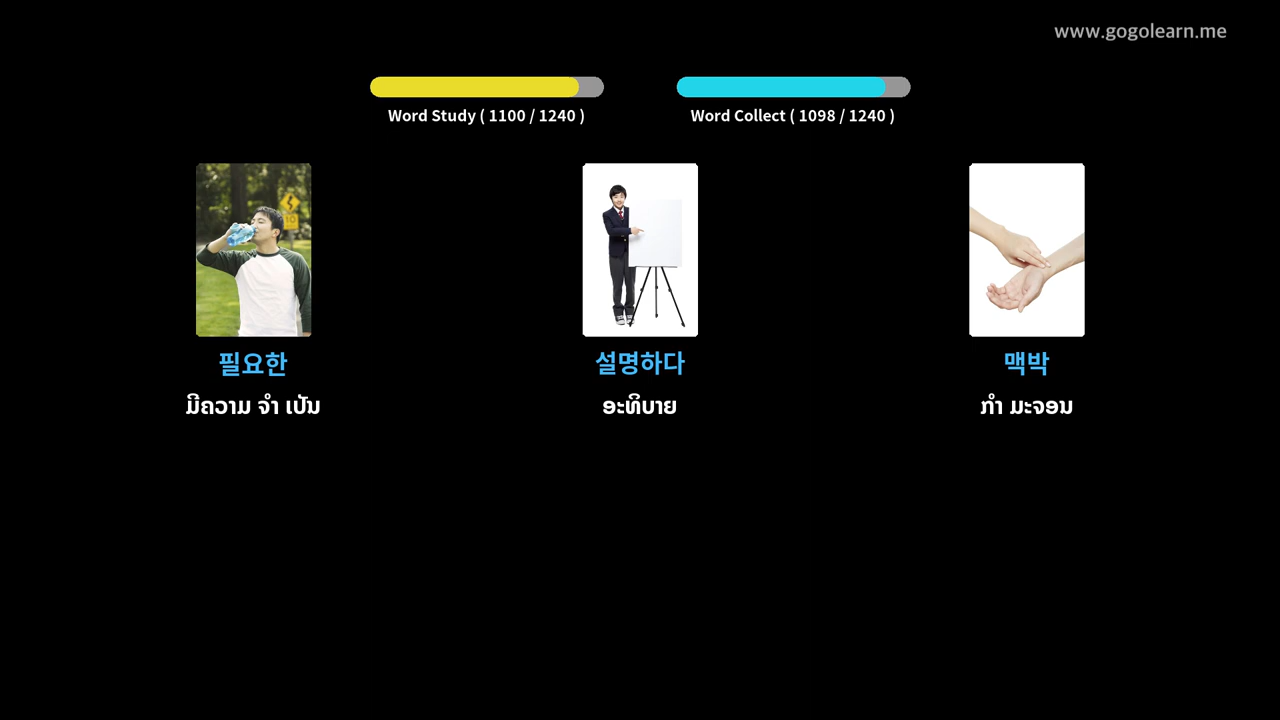 www.gogolearn.me
Word Study ( 1100 / 1240 )
Word Collect ( 1098 / 1240 )
10
필요한
설명하다
맥박
ມີຄວາມ ຈຳ ເປັນ
ອະທິບາຍ
ກຳ ມະຈອນ